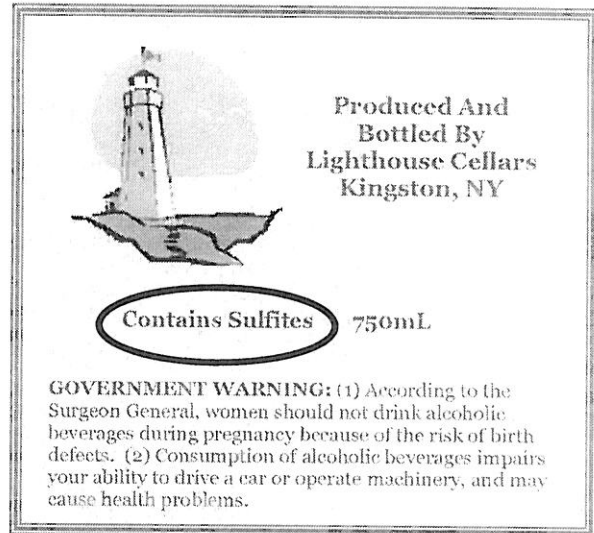 Produced And
Bottled By
Lighthouse Cellars
Kingston, NY
Contains Sulfites 750mL
GOVERNMENT WARNING: (1) According to the
Surgeon General, women should not drink alcoholic
beverages during pregnancy because of the risk of birth
defects. (2) Consumption of alcoholic beverages impairs
your ability to drive a car or operate machinery, and may
cause health problems.